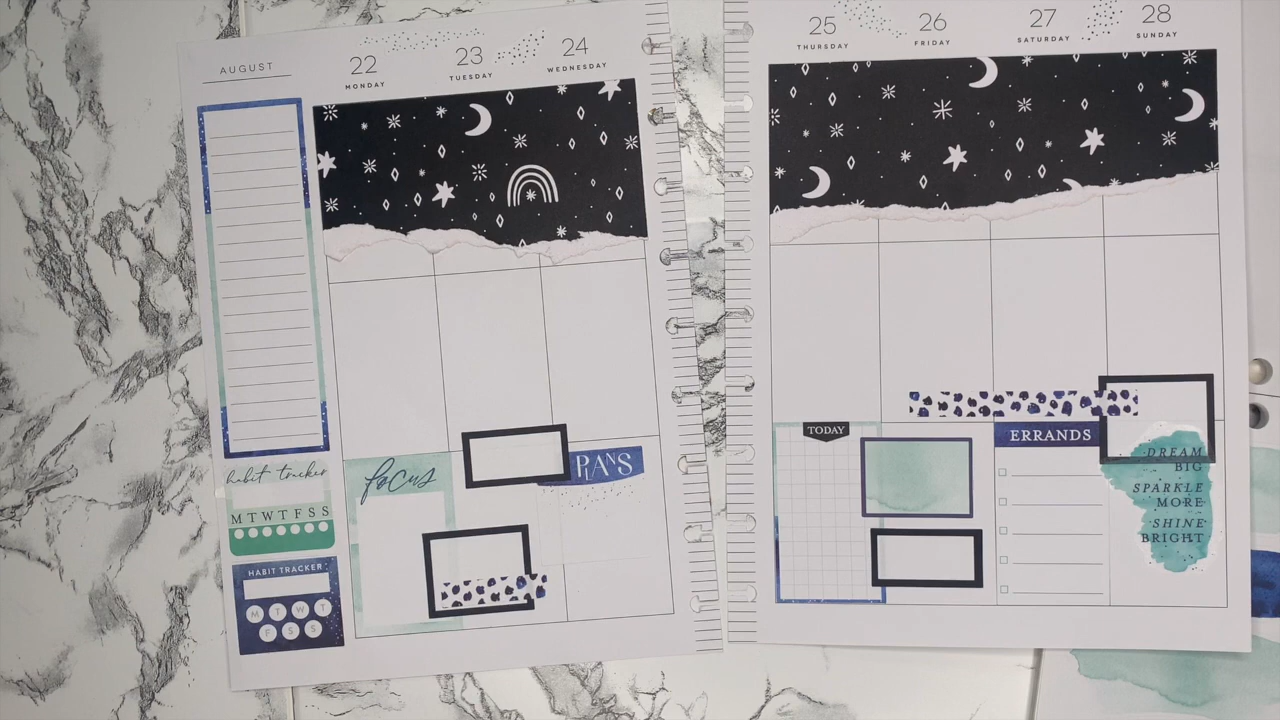 AUGUST
22
MONDAY
23
TUESDAY
24
WEDNESDAY
25
THURSDAY
26
FRIDAY
27
SATURDAY
28
SUNDAY
habit tracker
M T W T F S S
HABIT TRACKER
M T W T
F S S
focus
PLANS
TODAY
ERRANDS
DREAM
BIG
SPARKLE
MORE
SHINE
BRIGHT